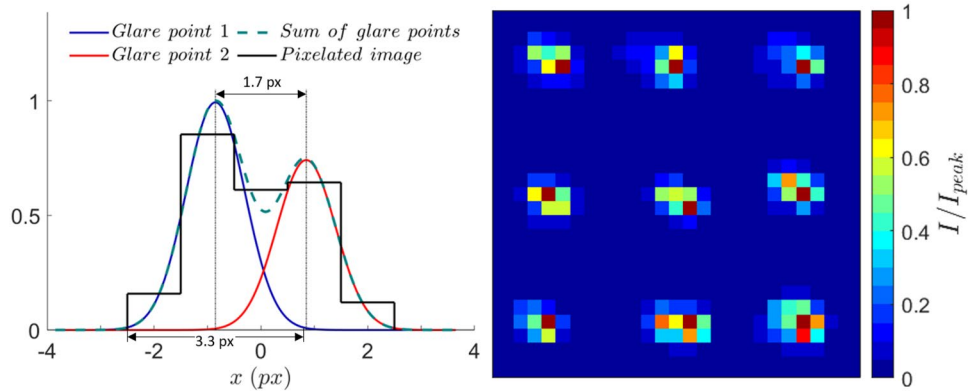 Glare point 1
Sum of glare points
Glare point 2
Pixelated image
1.7 px
1
0.5
0
3.3 px
-4
-2
0
2
4
x (px)
1
0.8
0.6
0.4
0.2
0
I/I_peak